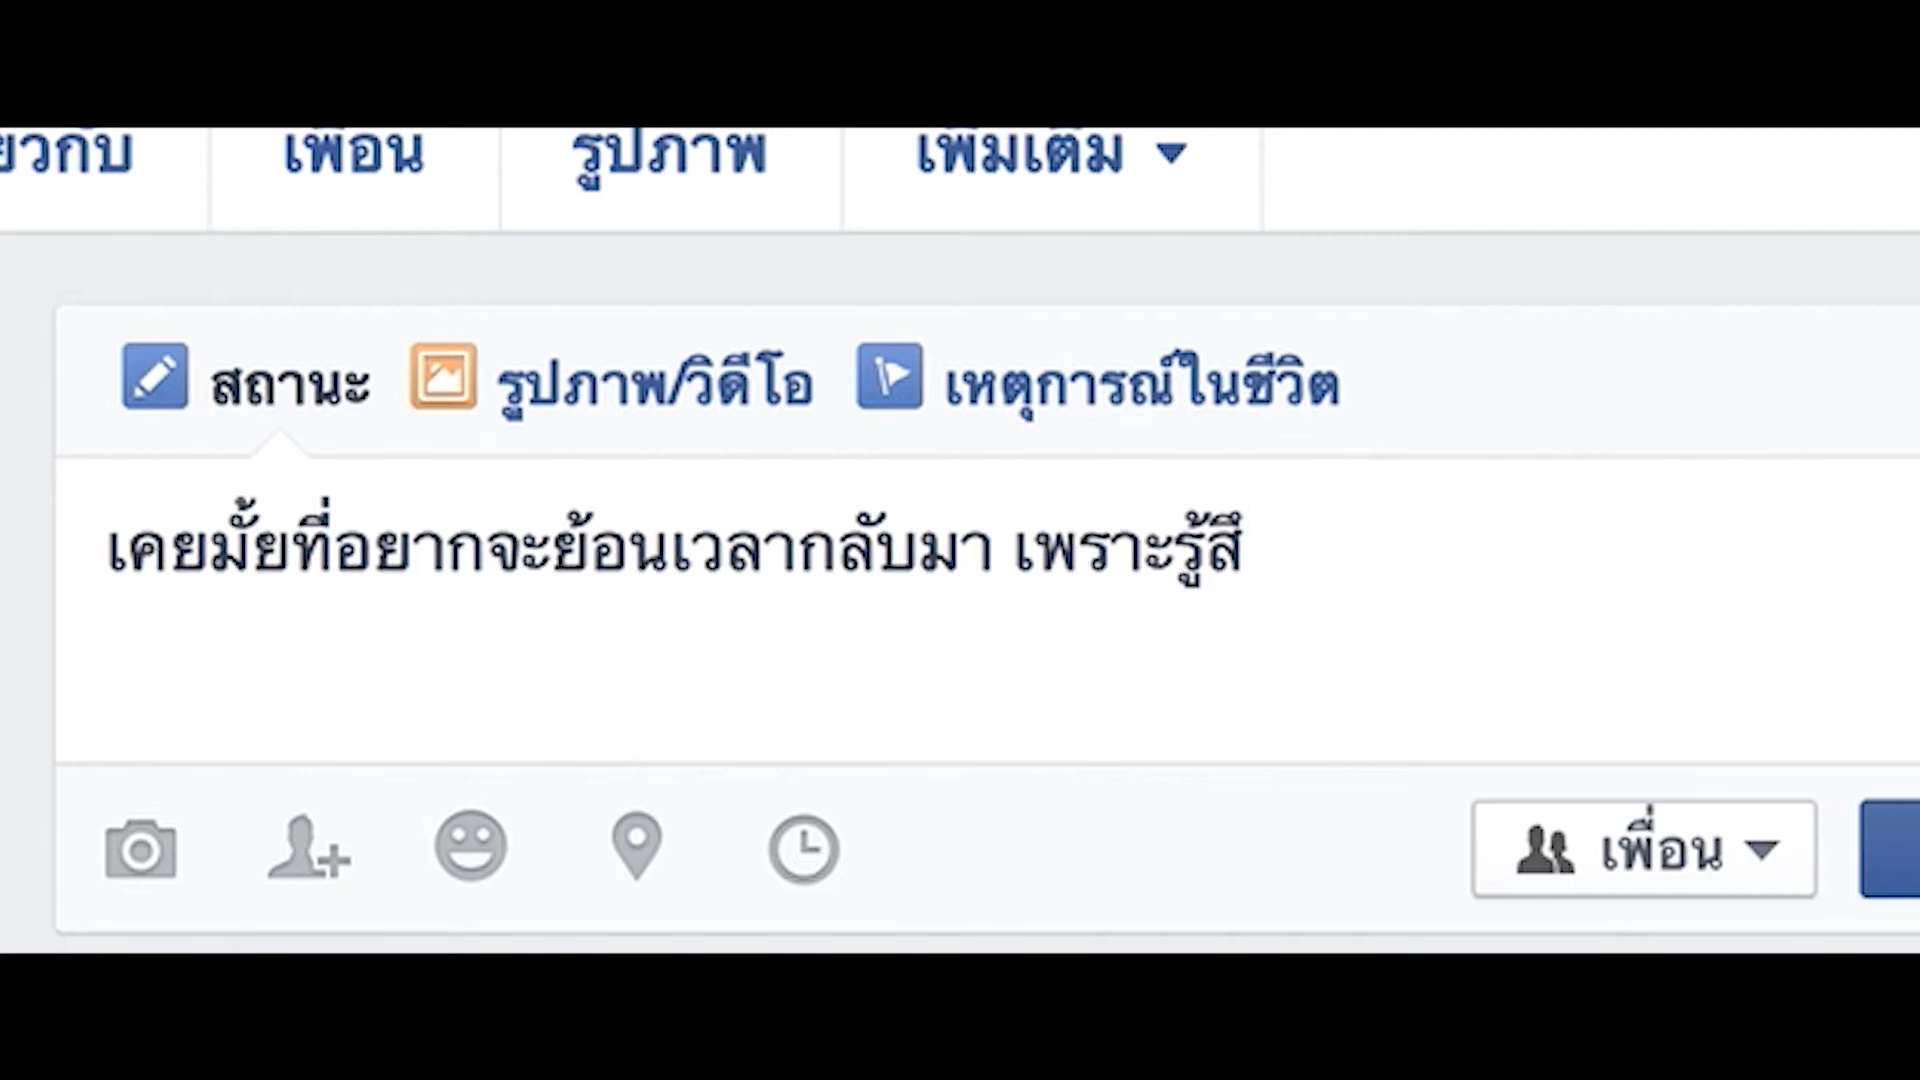 เพื่อน รูปภาพ เพิ่มเติม
สถานะ รูปภาพ/วิดีโอ เหตุการณ์ในชีวิต
เคยมั้ยที่อยากจะย้อนเวลากลับมา เพราะรู้สึ
เพื่อน